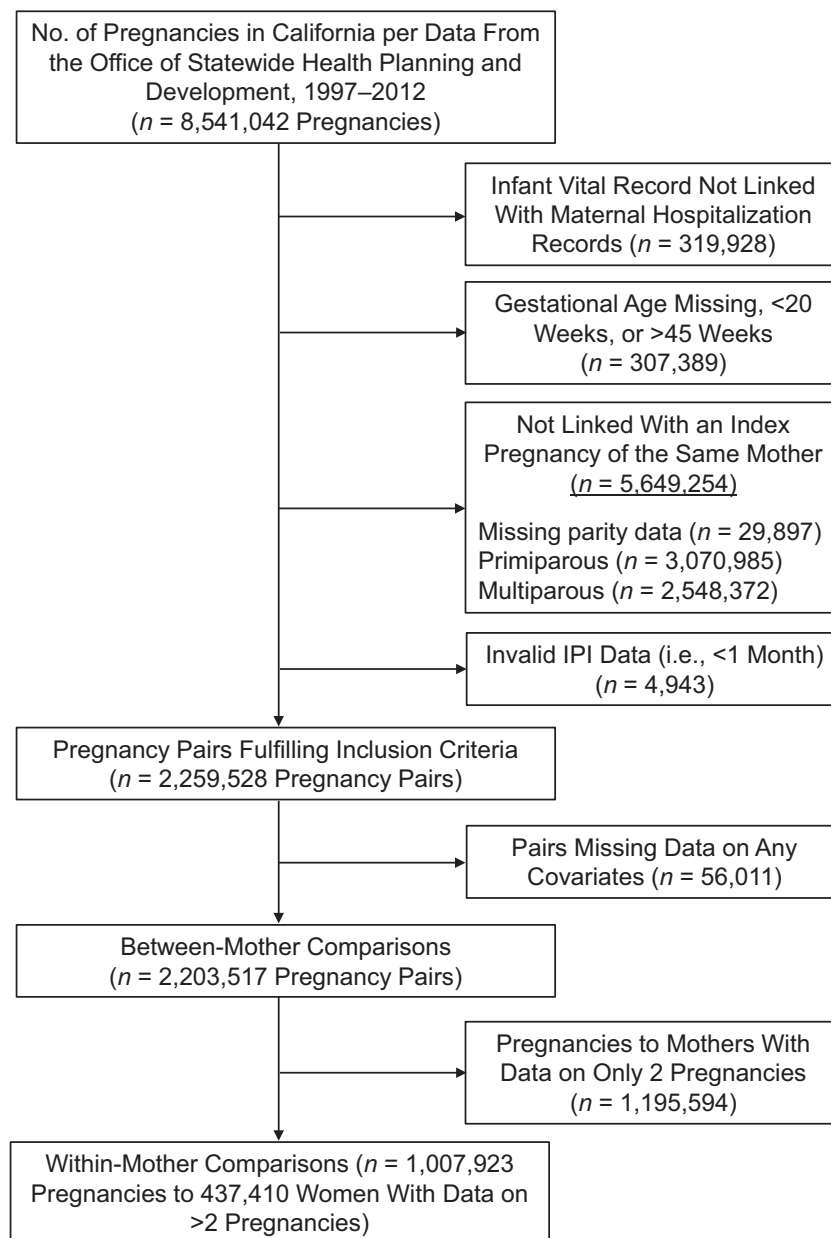 No. of Pregnancies in California per Data From
the Office of Statewide Health Planning and
Development, 1997–2012
(n = 8,541,042 Pregnancies)
Infant Vital Record Not Linked
With Maternal Hospitalization
Records (n = 319,928)
Gestational Age Missing, <20
Weeks, or >45 Weeks
(n = 307,389)
Not Linked With an Index
Pregnancy of the Same Mother
(n = 5,649,254)
Missing parity data (n = 29,897)
Primiparous (n = 3,070,985)
Multiparous (n = 2,548,372)
Invalid IPI Data (i.e., <1 Month)
(n = 4,943)
Pregnancy Pairs Fulfilling Inclusion Criteria
(n = 2,259,528 Pregnancy Pairs)
Pairs Missing Data on Any
Covariates (n = 56,011)
Between-Mother Comparisons
(n = 2,203,517 Pregnancy Pairs)
Pregnancies to Mothers With
Data on Only 2 Pregnancies
(n = 1,195,594)
Within-Mother Comparisons (n = 1,007,923
Pregnancies to 437,410 Women With Data on
>2 Pregnancies)